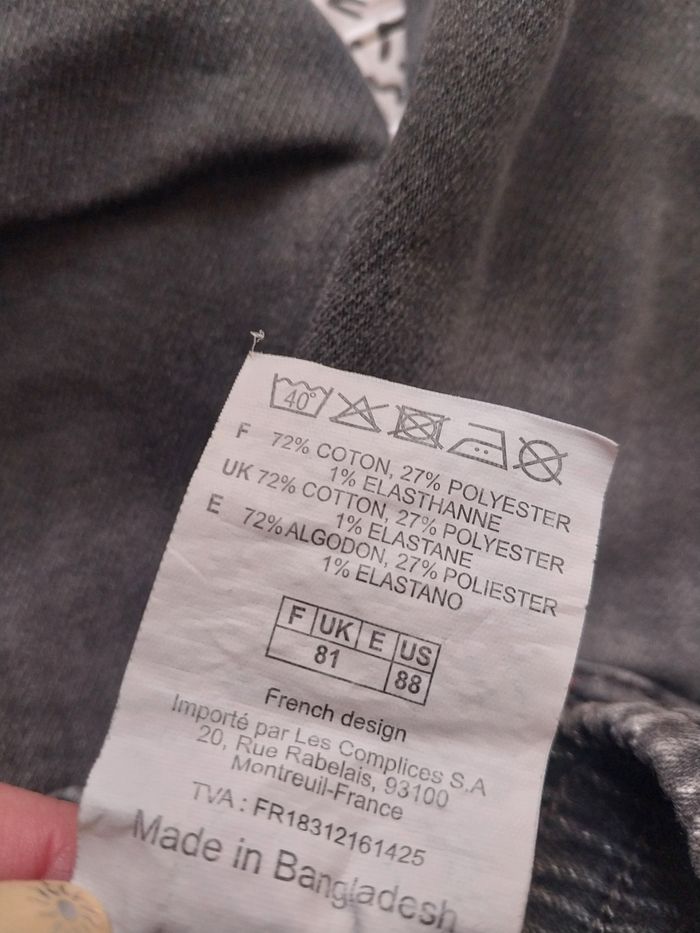 40°
F 72% COTON, 27% POLYESTER
1% ELASTHANNE
UK 72% COTTON, 27% POLYESTER
1% ELASTANE
E 72% ALGODON, 27% POLIESTER
1% ELASTANO
F UK E US
81 88
French design
Importé par Les Complices S.A
20, Rue Rabelais, 93100
Montreuil-France
TVA : FR18312161425
Made in Bangladesh